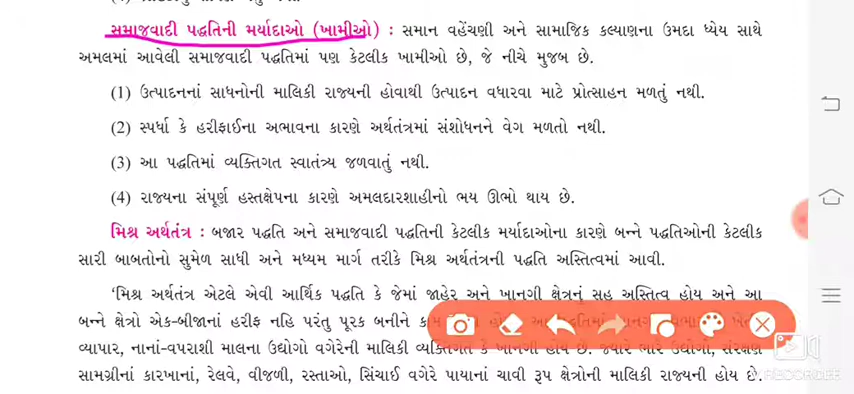 સમાજવાદી પદ્ધતિની મર્યાદાઓ (ખામીઓ) : સમાન વહેંચણી અને સામાજિક કલ્યાણના ઉમદા ધ્યેય સાથે
અમલમાં આવેલી સમાજવાદી પદ્ધતિમાં પણ કેટલીક ખામીઓ છે, જે નીચે મુજબ છે.
(1) ઉત્પાદનનાં સાધનોની માલિકી રાજ્યની હોવાથી ઉત્પાદન વધારવા માટે પ્રોત્સાહન મળતું નથી.
(2) સ્પર્ધા કે હરીફાઈના અભાવના કારણે અર્થતંત્રમાં સંશોધનને વેગ મળતો નથી.
(3) આ પદ્ધતિમાં વ્યક્તિગત સ્વાતંત્ર્ય જળવાતું નથી.
(4) રાજ્યના સંપૂર્ણ હસ્તક્ષેપના કારણે અમલદારશાહીનો ભય ઊભો થાય છે.
મિશ્ર અર્થતંત્ર : બજાર પદ્ધતિ અને સમાજવાદી પદ્ધતિની કેટલીક મર્યાદાઓના કારણે બન્ને પદ્ધતિઓની કેટલીક
સારી બાબતોનો સુમેળ સાધી અને મધ્યમ માર્ગ તરીકે મિશ્ર અર્થતંત્રની પદ્ધતિ અસ્તિત્વમાં આવી.
'મિશ્ર અર્થતંત્ર એટલે એવી આર્થિક પદ્ધતિ કે જેમાં જાહેર અને ખાનગી ક્ષેત્રનું સહ અસ્તિત્વ હોય અને આ
બન્ને ક્ષેત્રો એક-બીજાનાં હરીફ નહિ પરંતુ પૂરક બનીને
વ્યાપાર, નાનાં-વપરાશી માલના ઉદ્યોગો વગેરેની માલિકી વ્યક્તિગત કે ખાનગી હોય છે. જ્યારે ભારે ઉદ્યોગો, સંરક્ષણ
સામગ્રીનાં કારખાનાં, રેલવે, વીજળી, રસ્તાઓ, સિંચાઈ વગેરે પાયાનાં ચાવી રૂપ ક્ષેત્રોની માલિકી રાજ્યની હોય છે.